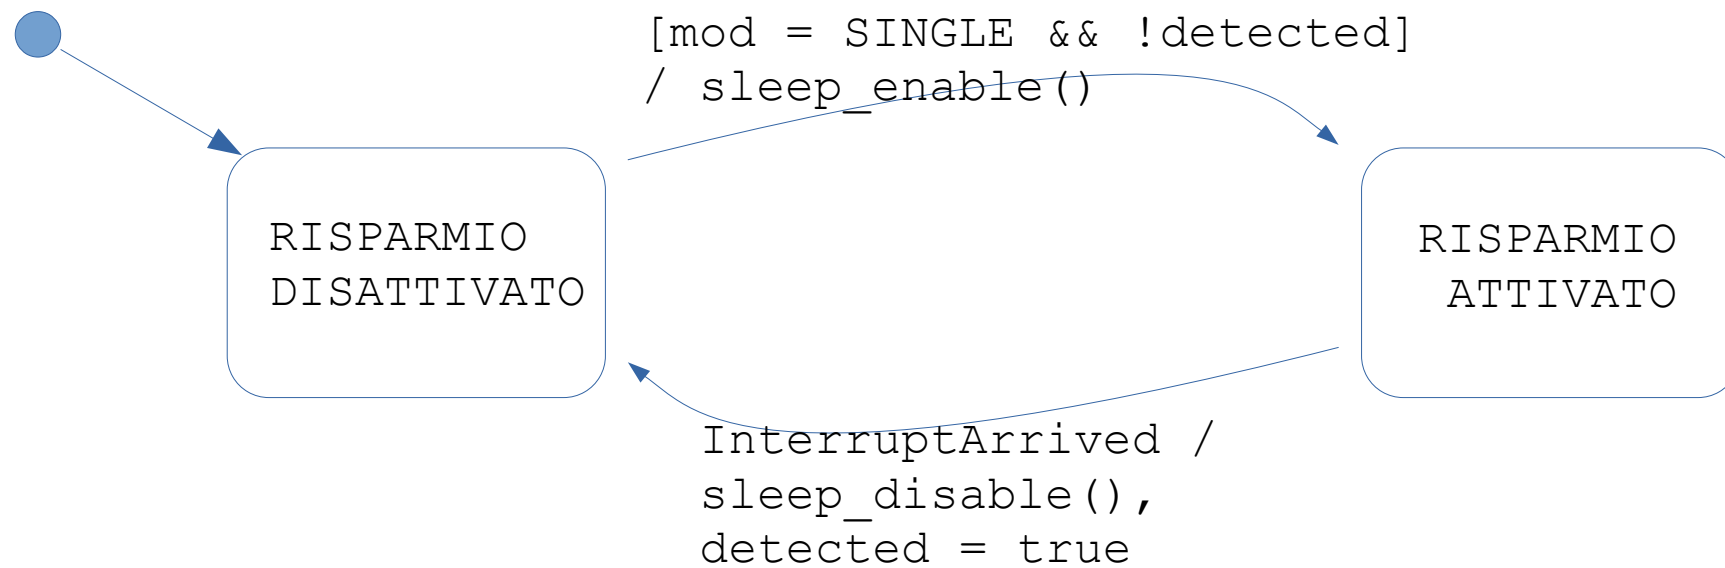 [mod = SINGLE && !detected]
/ sleep_enable()
RISPARMIO
DISATTIVATO
RISPARMIO
ATTIVATO
InterruptArrived /
sleep_disable(),
detected = true